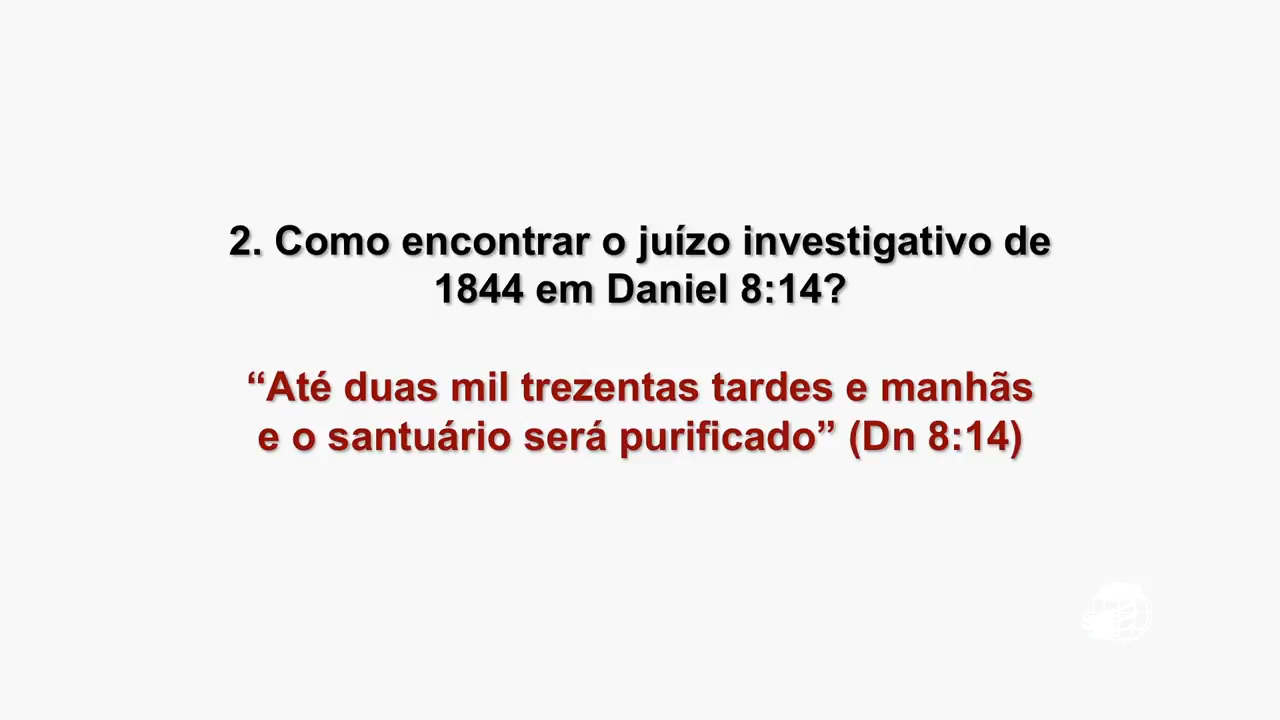 2. Como encontrar o juízo investigativo de
1844 em Daniel 8:14?
“Até duas mil trezentas tardes e manhãs
e o santuário será purificado” (Dn 8:14)